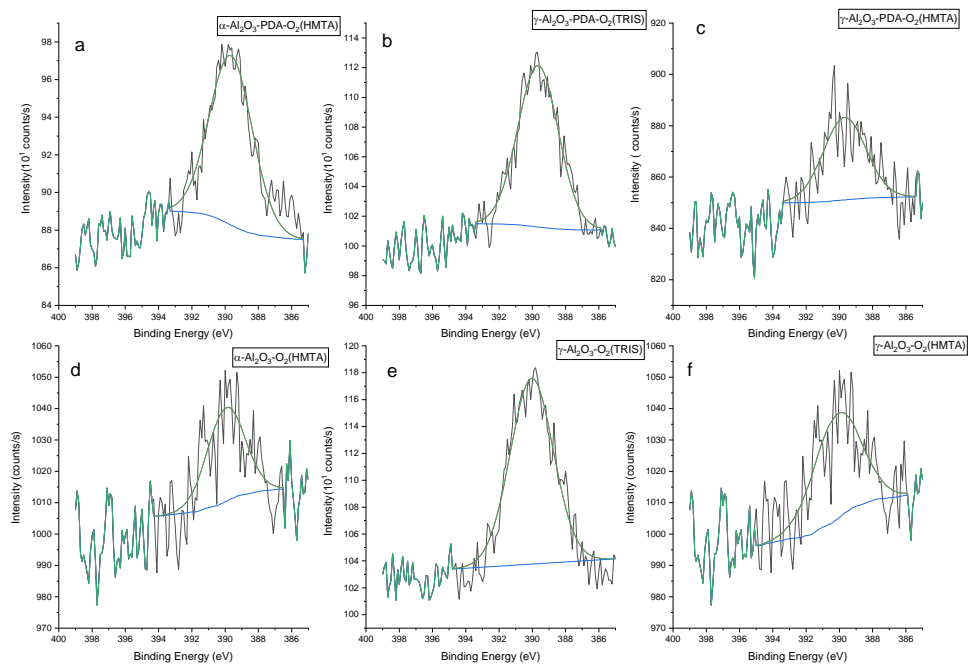 α-Al₂O₃-PDA-O₂(HMTA)
a
Intensity(10¹ counts/s)
98
96
94
92
90
88
86
84
400 398 396 394 392 390 388 386
Binding Energy (eV)
γ-Al₂O₃-PDA-O₂(TRIS)
b
Intensity(10¹ counts/s)
114
112
110
108
106
104
102
100
98
96
400 398 396 394 392 390 388 386
Binding Energy (eV)
γ-Al₂O₃-PDA-O₂(HMTA)
c
Intensity ( counts/s)
920
900
880
860
840
820
400 398 396 394 392 390 388 386
Binding Energy (eV)
α-Al₂O₃-O₂(HMTA)
d
Intensity (counts/s)
1060
1050
1040
1030
1020
1010
1000
990
980
970
400 398 396 394 392 390 388 386
Binding Energy (eV)
γ-Al₂O₃-O₂(TRIS)
e
Intensity(10¹ counts/s)
120
118
116
114
112
110
108
106
104
102
100
400 398 396 394 392 390 388 386
Binding Energy (eV)
γ-Al₂O₃-O₂(HMTA)
f
Intensity (counts/s)
1060
1050
1040
1030
1020
1010
1000
990
980
970
400 398 396 394 392 390 388 386
Binding Energy (eV)